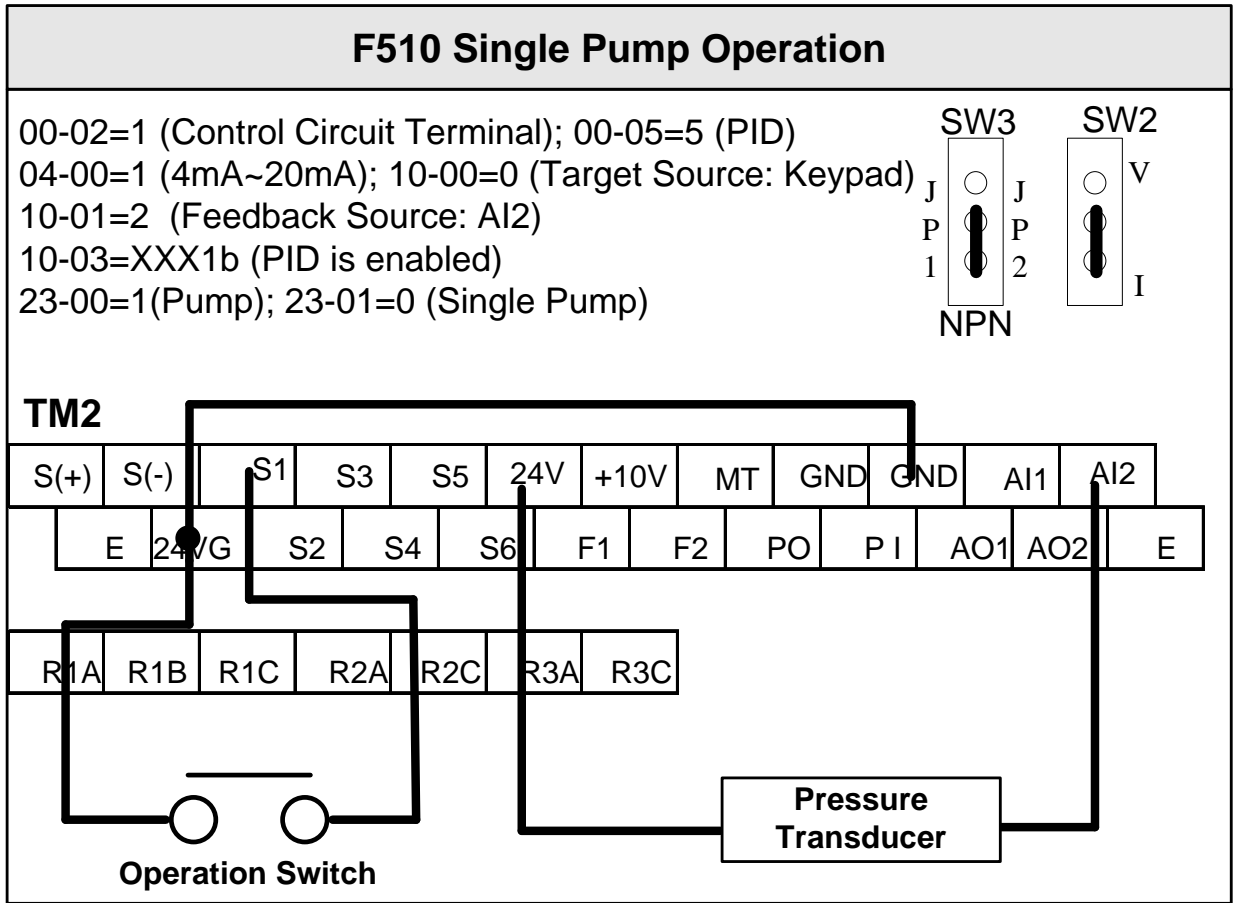 F510 Single Pump Operation
00-02=1 (Control Circuit Terminal); 00-05=5 (PID)
04-00=1 (4mA~20mA); 10-00=0 (Target Source: Keypad)
10-01=2 (Feedback Source: AI2)
10-03=XXX1b (PID is enabled)
23-00=1(Pump); 23-01=0 (Single Pump)
SW3 SW2
J J V
P P
1 2 I
NPN
TM2
S(+) S(-) S1 S3 S5 24V +10V MT GND GND AI1 AI2
E 24VG S2 S4 S6 F1 F2 PO P I AO1 AO2 E
R1A R1B R1C R2A R2C R3A R3C
Pressure
Transducer
Operation Switch